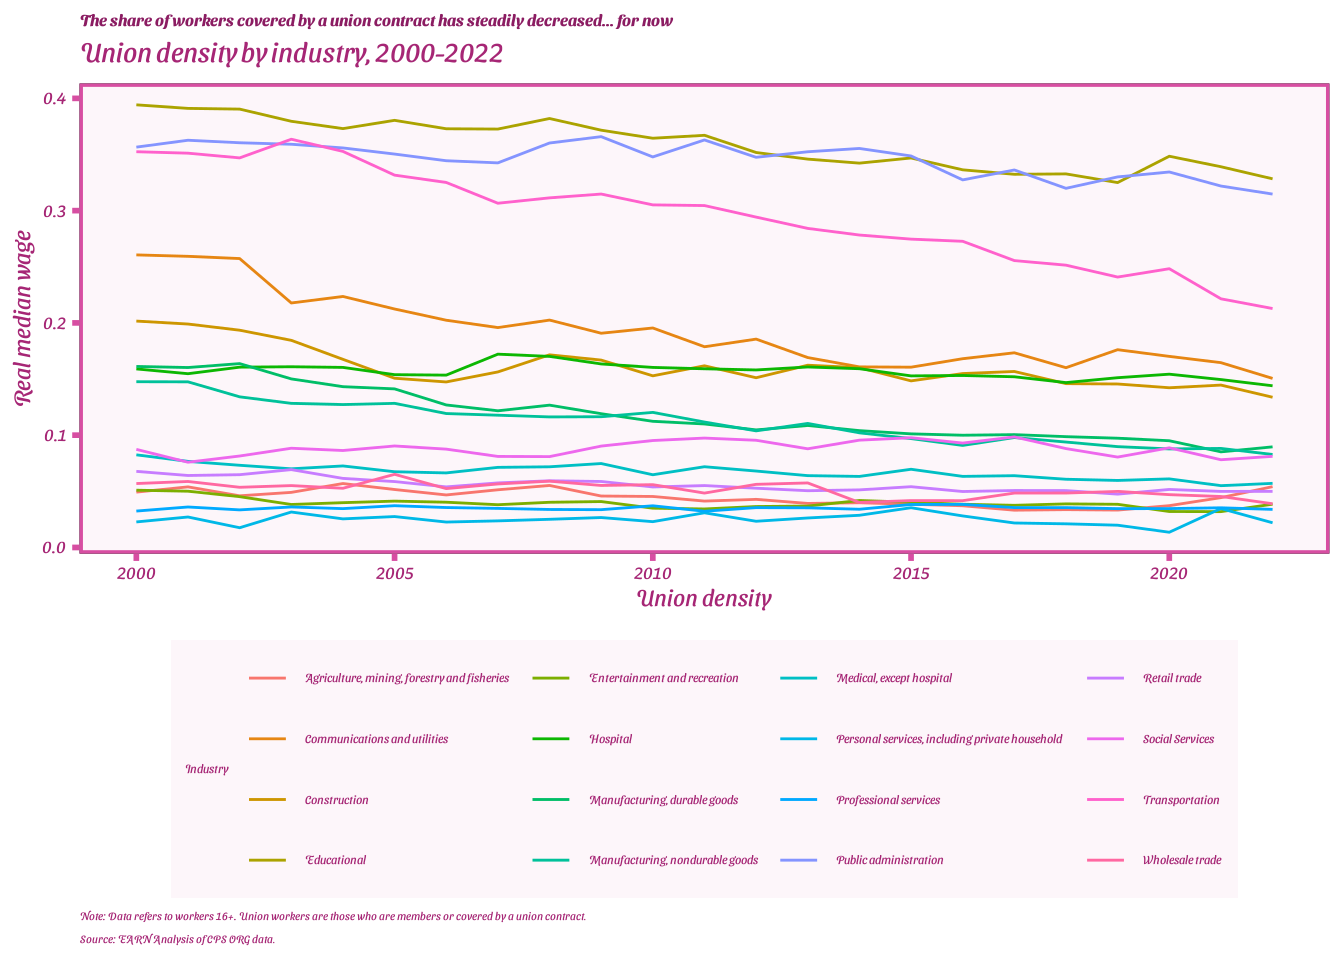 The share of workers covered by a union contract has steadily decreased... for now
Union density by industry, 2000-2022
Real median wage
0.4
0.3
0.2
0.1
0.0
2000 2005 2010 2015 2020
Union density
Industry
Agriculture, mining, forestry and fisheries
Communications and utilities
Construction
Educational
Entertainment and recreation
Hospital
Manufacturing, durable goods
Manufacturing, nondurable goods
Medical, except hospital
Personal services, including private household
Professional services
Public administration
Retail trade
Social Services
Transportation
Wholesale trade
Note: Data refers to workers 16+. Union workers are those who are members or covered by a union contract.
Source: EARN Analysis of CPS ORG data.